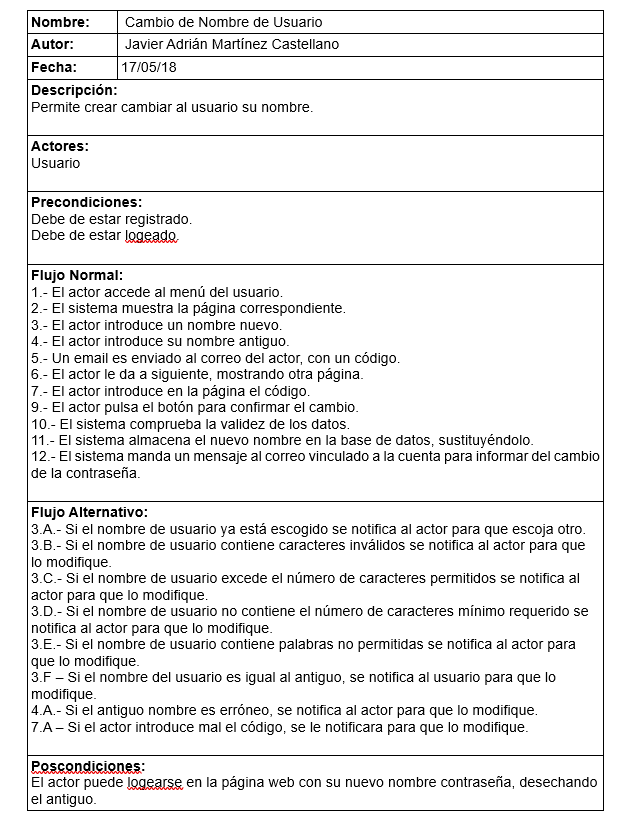 Nombre: Cambio de Nombre de Usuario
Autor: Javier Adrián Martínez Castellano
Fecha: 17/05/18
Descripción:
Permite crear cambiar al usuario su nombre.
Actores:
Usuario
Precondiciones:
Debe de estar registrado.
Debe de estar logeado.
Flujo Normal:
1.- El actor accede al menú del usuario.
2.- El sistema muestra la página correspondiente.
3.- El actor introduce un nombre nuevo.
4.- El actor introduce su nombre antiguo.
5.- Un email es enviado al correo del actor, con un código.
6.- El actor le da a siguiente, mostrando otra página.
7.- El actor introduce en la página el código.
9.- El actor pulsa el botón para confirmar el cambio.
10.- El sistema comprueba la validez de los datos.
11.- El sistema almacena el nuevo nombre en la base de datos, sustituyéndolo.
12.- El sistema manda un mensaje al correo vinculado a la cuenta para informar del cambio
de la contraseña.
Flujo Alternativo:
3.A.- Si el nombre de usuario ya está escogido se notifica al actor para que escoja otro.
3.B.- Si el nombre de usuario contiene caracteres inválidos se notifica al actor para que
lo modifique.
3.C.- Si el nombre de usuario excede el número de caracteres permitidos se notifica al
actor para que lo modifique.
3.D.- Si el nombre de usuario no contiene el número de caracteres mínimo requerido se
notifica al actor para que lo modifique.
3.E.- Si el nombre de usuario contiene palabras no permitidas se notifica al actor para
que lo modifique.
3.F – Si el nombre del usuario es igual al antiguo, se notifica al usuario para que lo
modifique.
4.A.- Si el antiguo nombre es erróneo, se notifica al actor para que lo modifique.
7.A – Si el actor introduce mal el código, se le notificara para que lo modifique.
Poscondiciones:
El actor puede logearse en la página web con su nuevo nombre contraseña, desechando
el antiguo.